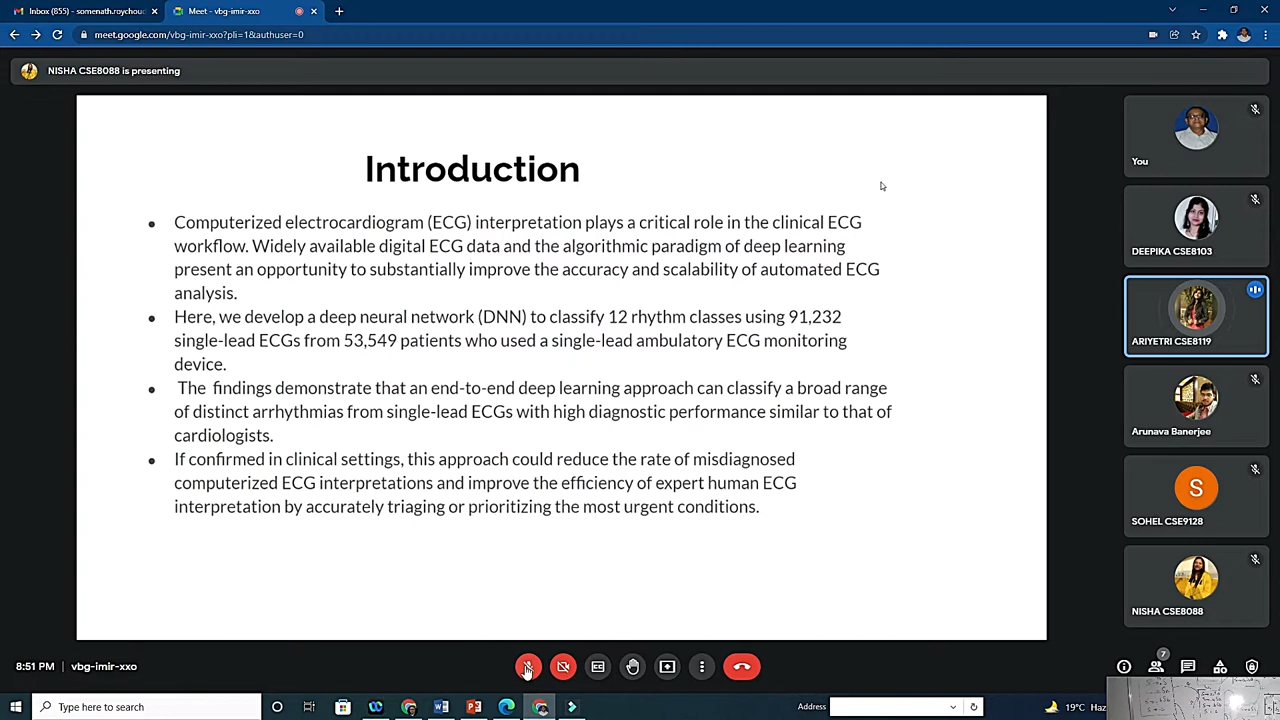 Inbox (855) - somenath.roychou
Meet - vbg-imir-xxo
meet.google.com/vbg-imir-xxo?pli=1&authuser=0
NISHA CSE8088 is presenting
Introduction
Computerized electrocardiogram (ECG) interpretation plays a critical role in the clinical ECG
workflow. Widely available digital ECG data and the algorithmic paradigm of deep learning
present an opportunity to substantially improve the accuracy and scalability of automated ECG
analysis.
Here, we develop a deep neural network (DNN) to classify 12 rhythm classes using 91,232
single-lead ECGs from 53,549 patients who used a single-lead ambulatory ECG monitoring
device.
The findings demonstrate that an end-to-end deep learning approach can classify a broad range
of distinct arrhythmias from single-lead ECGs with high diagnostic performance similar to that of
cardiologists.
If confirmed in clinical settings, this approach could reduce the rate of misdiagnosed
computerized ECG interpretations and improve the efficiency of expert human ECG
interpretation by accurately triaging or prioritizing the most urgent conditions.
You
DEEPIKA CSE8103
ARIYETRI CSE8119
Arunava Banerjee
S
SOHEL CSE9128
NISHA CSE8088
8:51 PM | vbg-imir-xxo
7
Type here to search
Address
19°C Haz